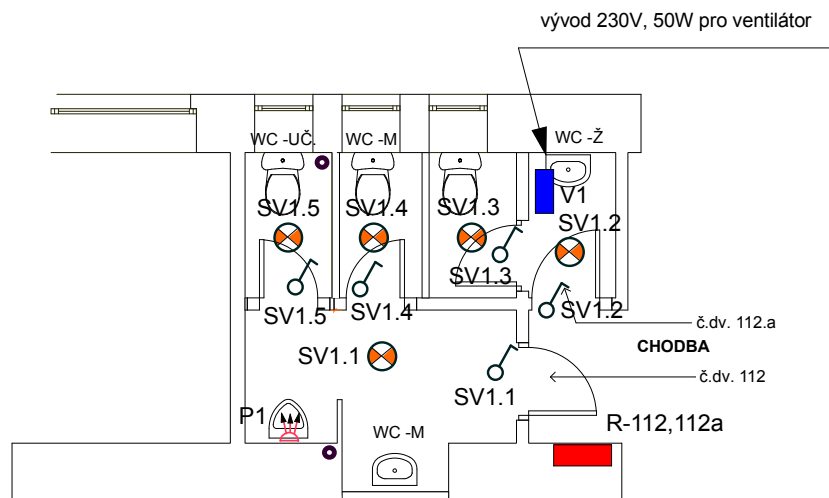 vývod 230V, 50W pro ventilátor
WC -UČ.
WC -M
WC -Ž
V1
SV1.5
SV1.4
SV1.3
SV1.2
SV1.3
SV1.5
SV1.4
SV1.2
č.dv. 112.a
CHODBA
SV1.1
SV1.1
č.dv. 112
P1
WC -M
R-112,112a